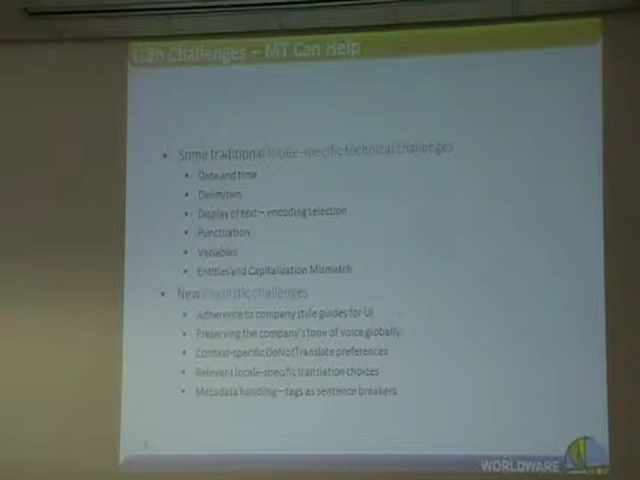 I18n Challenges – MT Can Help
• Some traditional locale-specific technical challenges
• Date and time
• Delimiters
• Display of text – encoding selection
• Punctuation
• Variables
• Entities and Capitalization Mismatch
• New linguistic challenges
• Adherence to company style guides for UI
• Preserving the company's tone of voice globally
• Context-specific DoNotTranslate preferences
• Relevant locale-specific translation choices
• Metadata handling – tags as sentence breakers
WORLDWARE